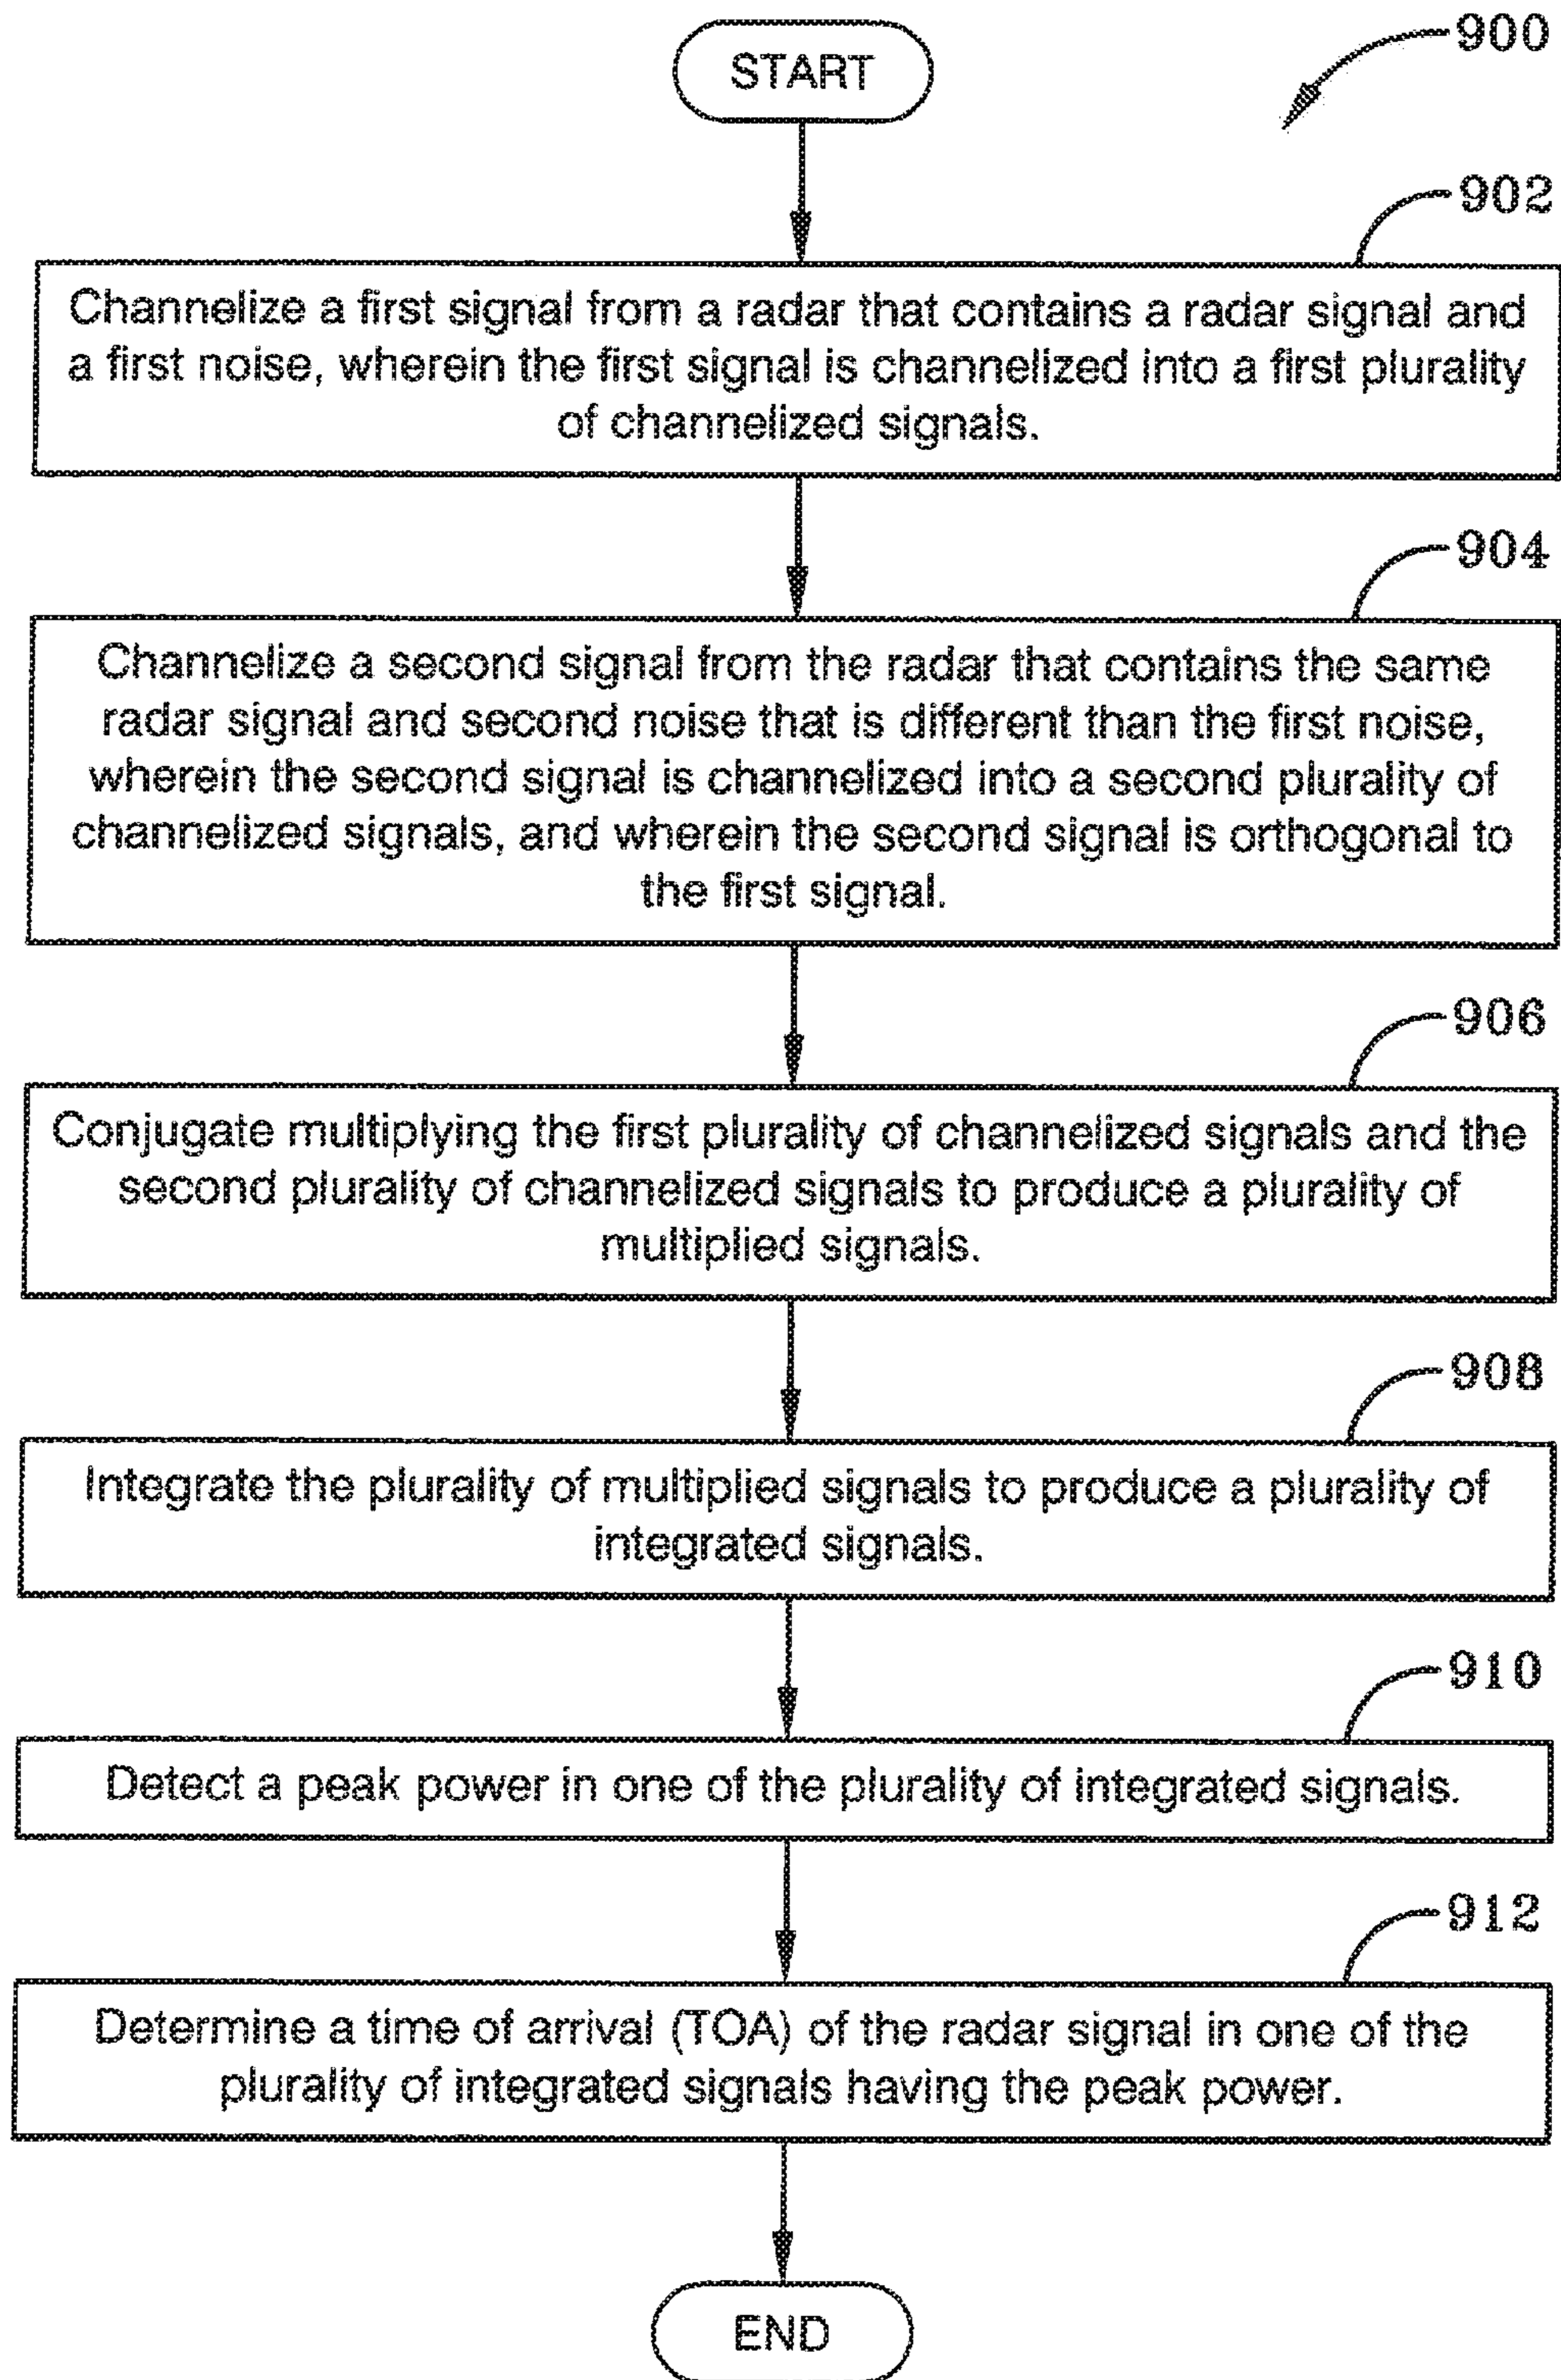 START
900
902
Channelize a first signal from a radar that contains a radar signal and
a first noise, wherein the first signal is channelized into a first plurality
of channelized signals.
904
Channelize a second signal from the radar that contains the same
radar signal and second noise that is different than the first noise,
wherein the second signal is channelized into a second plurality of
channelized signals, and wherein the second signal is orthogonal to
the first signal.
906
Conjugate multiplying the first plurality of channelized signals and the
second plurality of channelized signals to produce a plurality of
multiplied signals.
908
Integrate the plurality of multiplied signals to produce a plurality of
integrated signals.
910
Detect a peak power in one of the plurality of integrated signals.
912
Determine a time of arrival (TOA) of the radar signal in one of the
plurality of integrated signals having the peak power.
END